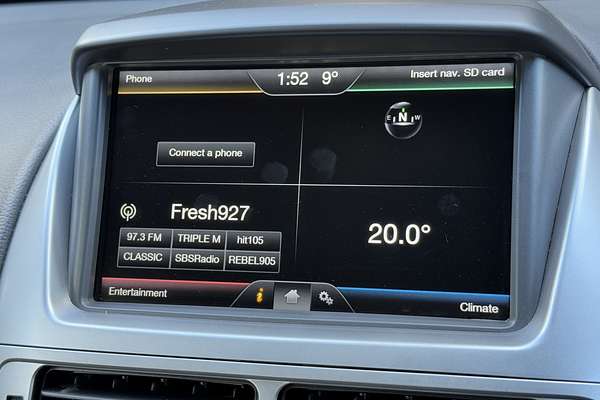 Phone
1:52 9°
Insert nav. SD card
E N W
Connect a phone
Fresh927
97.3 FM TRIPLE M hit105
CLASSIC SBSRadio REBEL905
20.0°
Entertainment
i
Climate